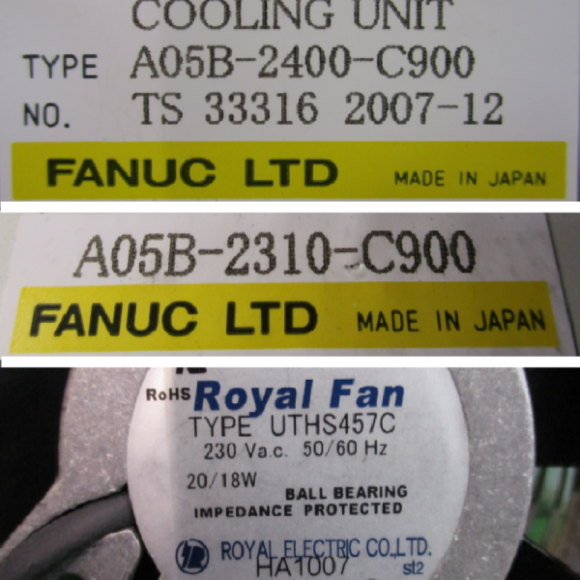 COOLING UNIT
TYPE A05B-2400-C900
NO. TS 33316 2007-12
FANUC LTD MADE IN JAPAN
A05B-2310-C900
FANUC LTD MADE IN JAPAN
RoHS Royal Fan
TYPE UTHS457C
230 Va.c. 50/60 Hz
20/18W
BALL BEARING
IMPEDANCE PROTECTED
ROYAL ELECTRIC CO.,LTD.
HA1007 st2